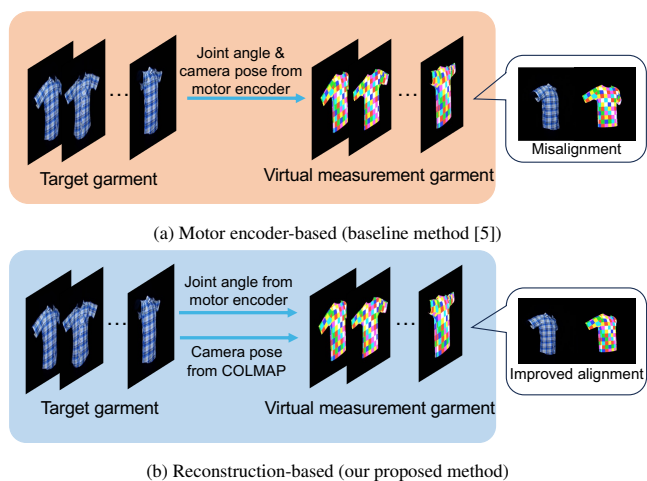 Joint angle &
camera pose from
motor encoder
...
...
Target garment
Virtual measurement garment
Misalignment
(a) Motor encoder-based (baseline method [5])
Joint angle from
motor encoder
...
...
Camera pose
from COLMAP
Target garment
Virtual measurement garment
Improved alignment
(b) Reconstruction-based (our proposed method)